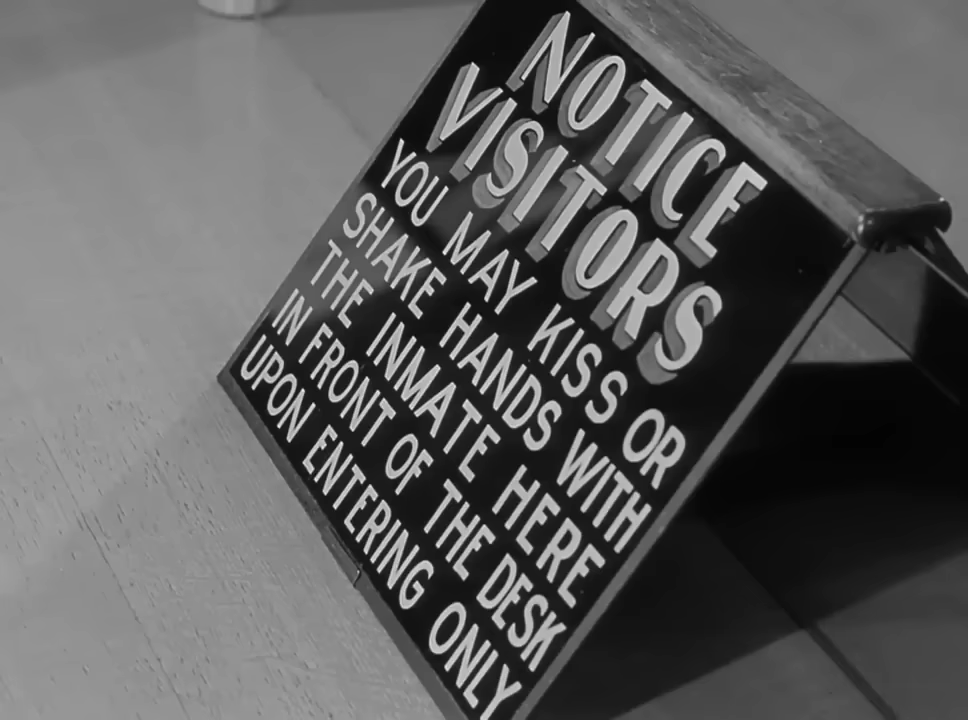 NOTICE
VISITORS
YOU MAY KISS OR
SHAKE HANDS WITH
THE INMATE HERE
IN FRONT OF THE DESK
UPON ENTERING ONLY